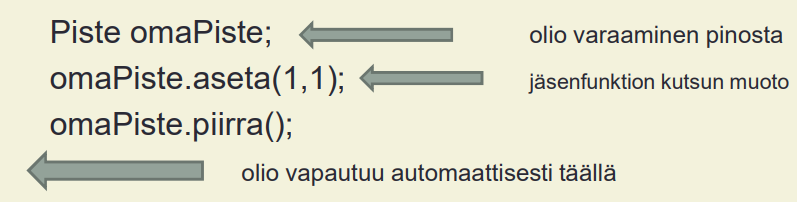 Piste omaPiste; olio varaaminen pinosta
omaPiste.aseta(1,1); jäsenfunktion kutsun muoto
omaPiste.piirra();
olio vapautuu automaattisesti täällä